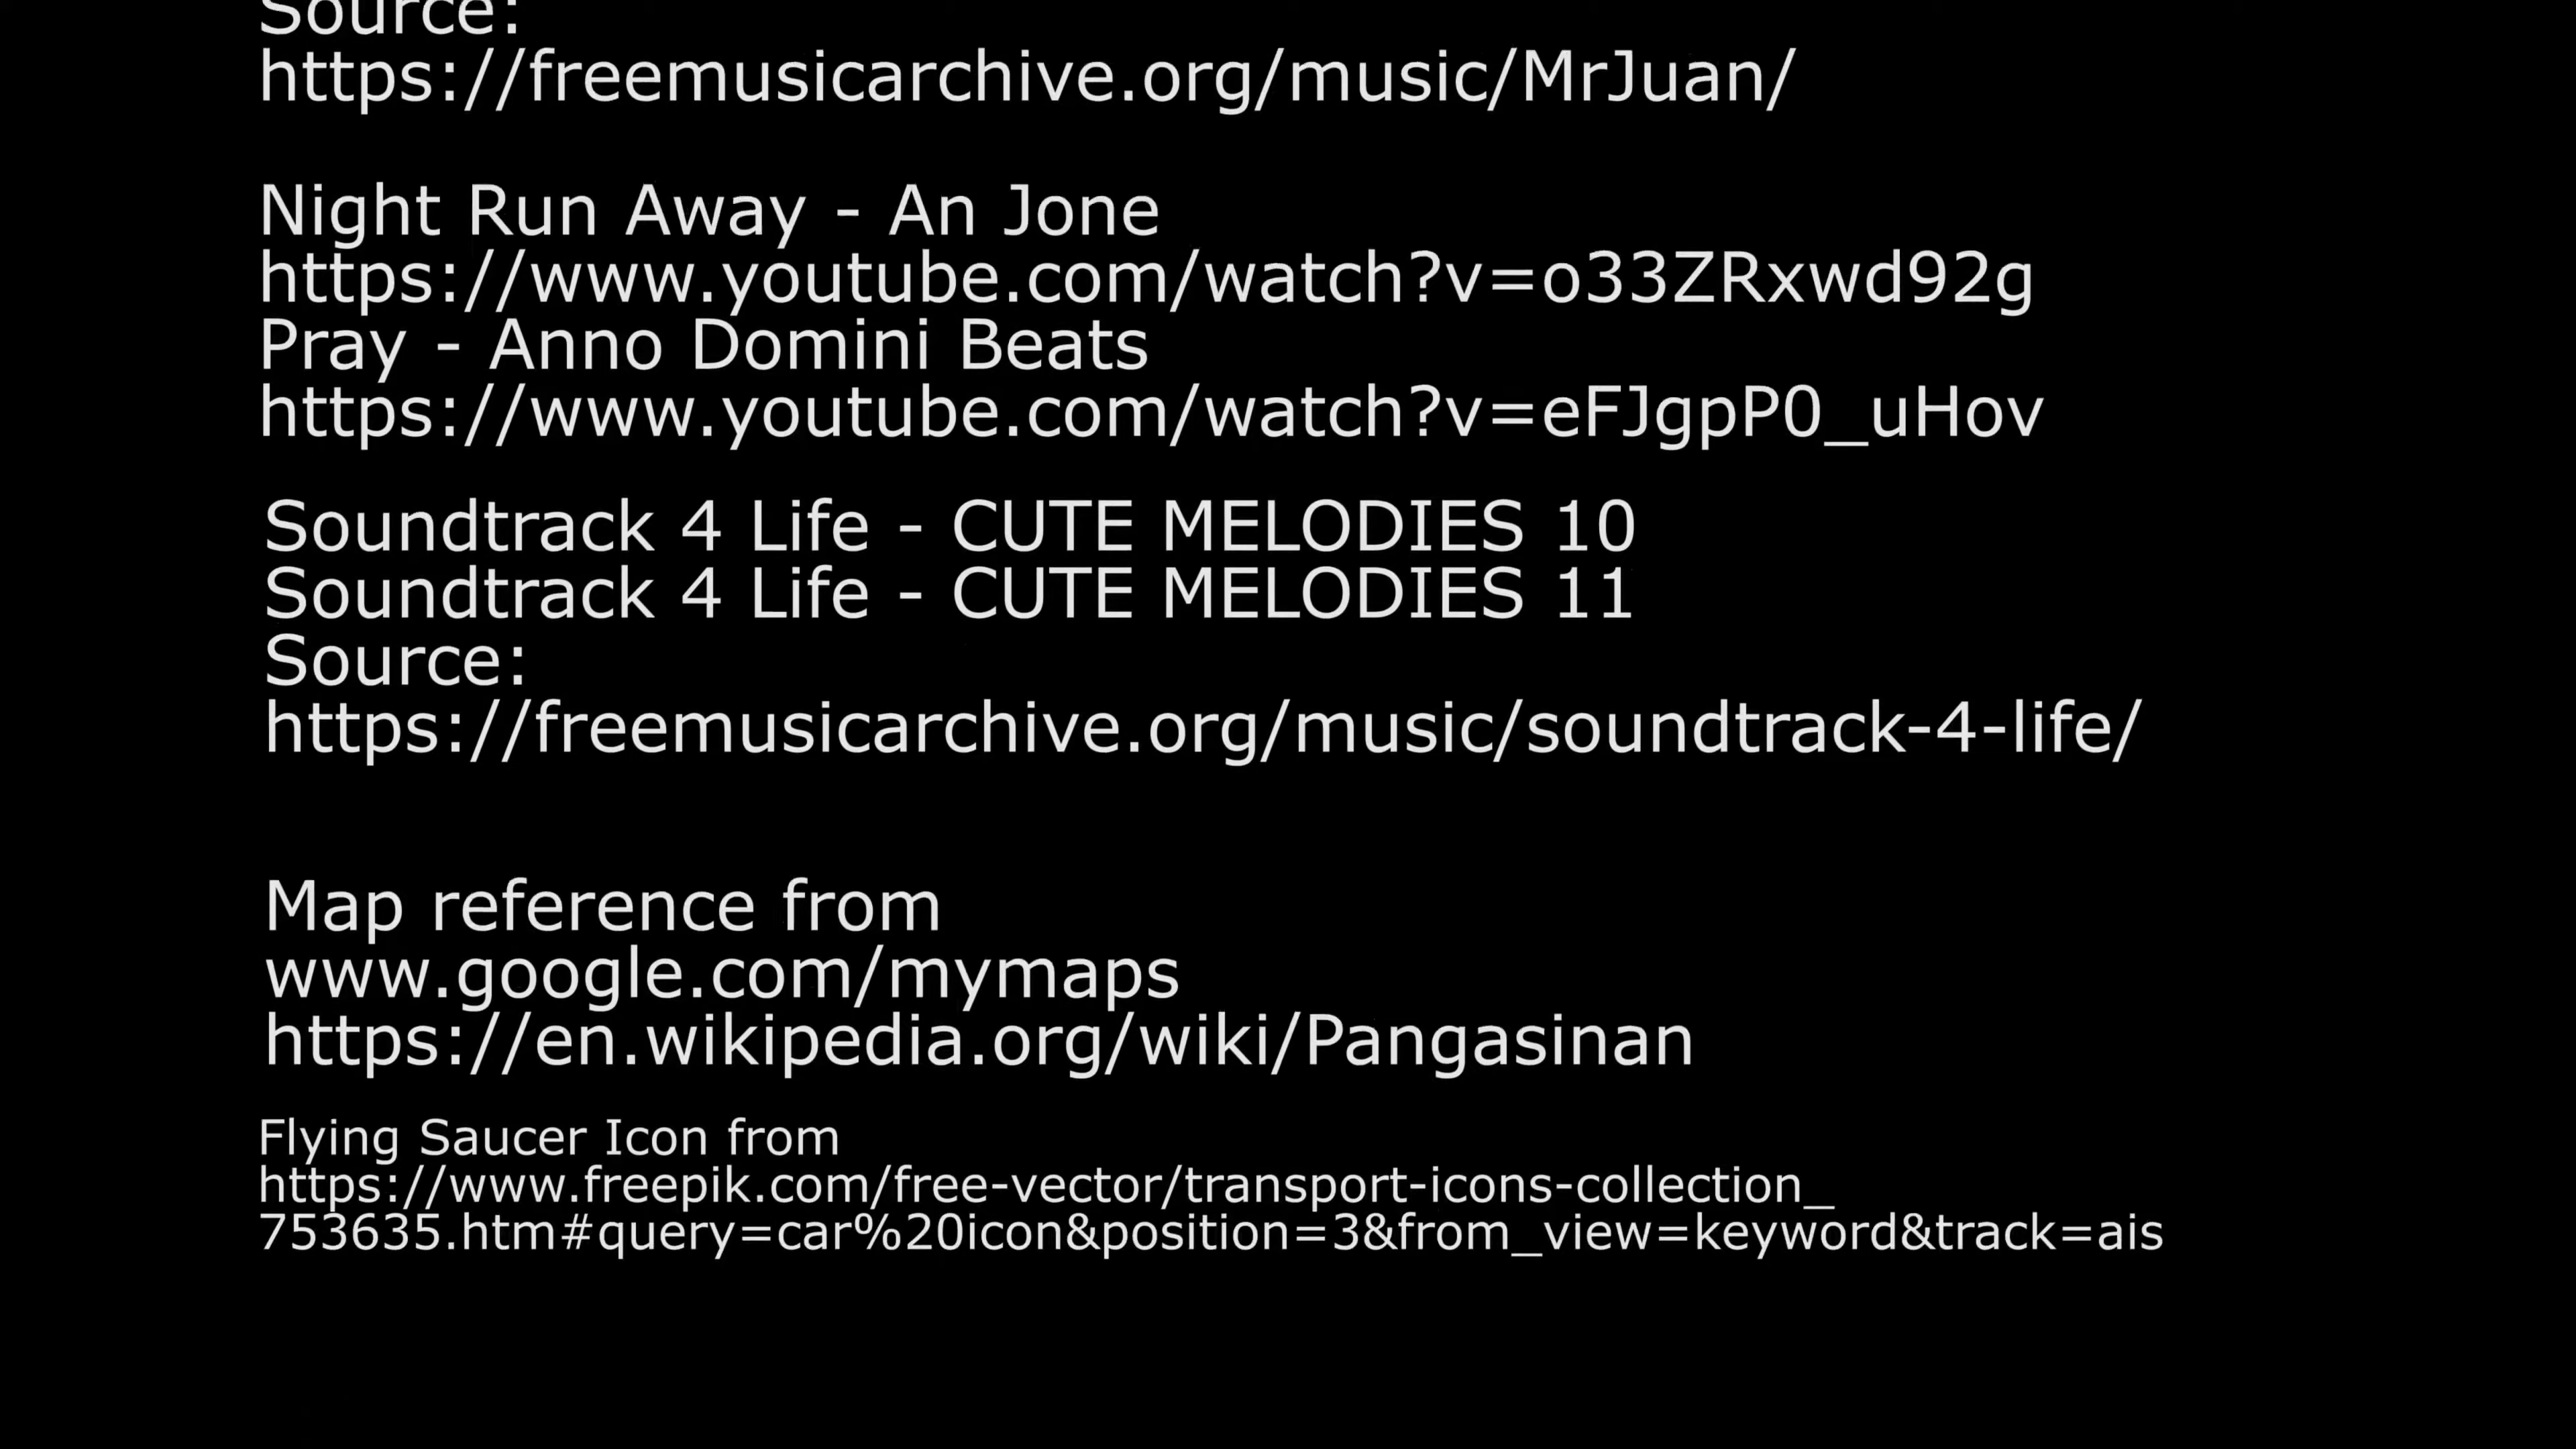 Source:
https://freemusicarchive.org/music/MrJuan/
Night Run Away - An Jone
https://www.youtube.com/watch?v=o33ZRxwd92g
Pray - Anno Domini Beats
https://www.youtube.com/watch?v=eFJgpP0_uHov
Soundtrack 4 Life - CUTE MELODIES 10
Soundtrack 4 Life - CUTE MELODIES 11
Source:
https://freemusicarchive.org/music/soundtrack-4-life/
Map reference from
www.google.com/mymaps
https://en.wikipedia.org/wiki/Pangasinan
Flying Saucer Icon from
https://www.freepik.com/free-vector/transport-icons-collection_
753635.htm#query=car%20icon&position=3&from_view=keyword&track=ais